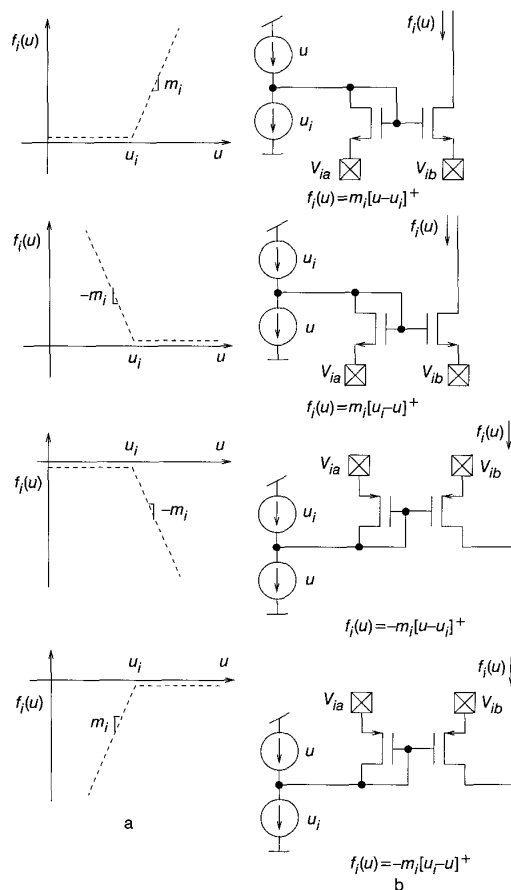 f_i(u)
m_i
u_i
u
u
u_i
f_i(u)
V_ia
V_ib
f_i(u)=m_i[u–u_i]^+
f_i(u)
–m_i
u_i
u
u_i
u
f_i(u)
V_ia
V_ib
f_i(u)=m_i[u_i–u]^+
u_i
u
f_i(u)
–m_i
f_i(u)
V_ia
V_ib
u_i
u
f_i(u)=–m_i[u–u_i]^+
u_i
u
f_i(u)
m_i
a
f_i(u)
V_ia
V_ib
u
u_i
f_i(u)=–m_i[u_i–u]^+
b